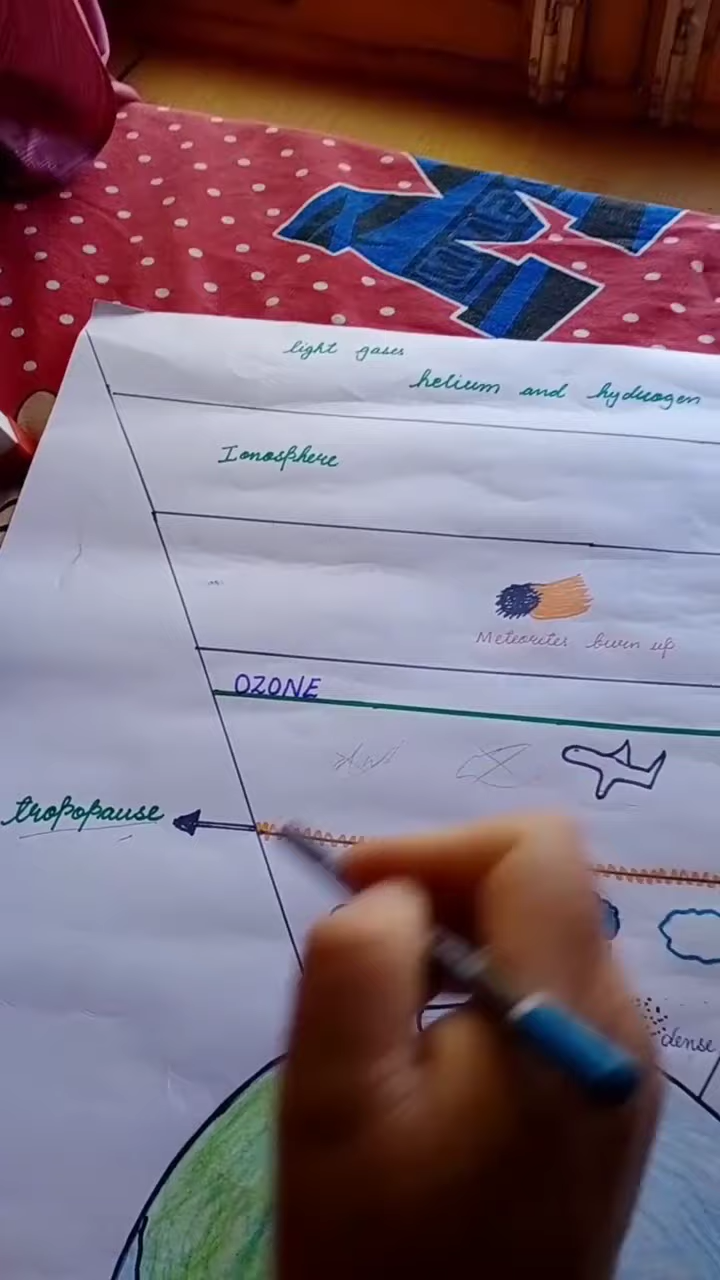 light gases
helium and hydrogen
Ionosphere
Meteorites burn up
OZONE
tropopause
dense